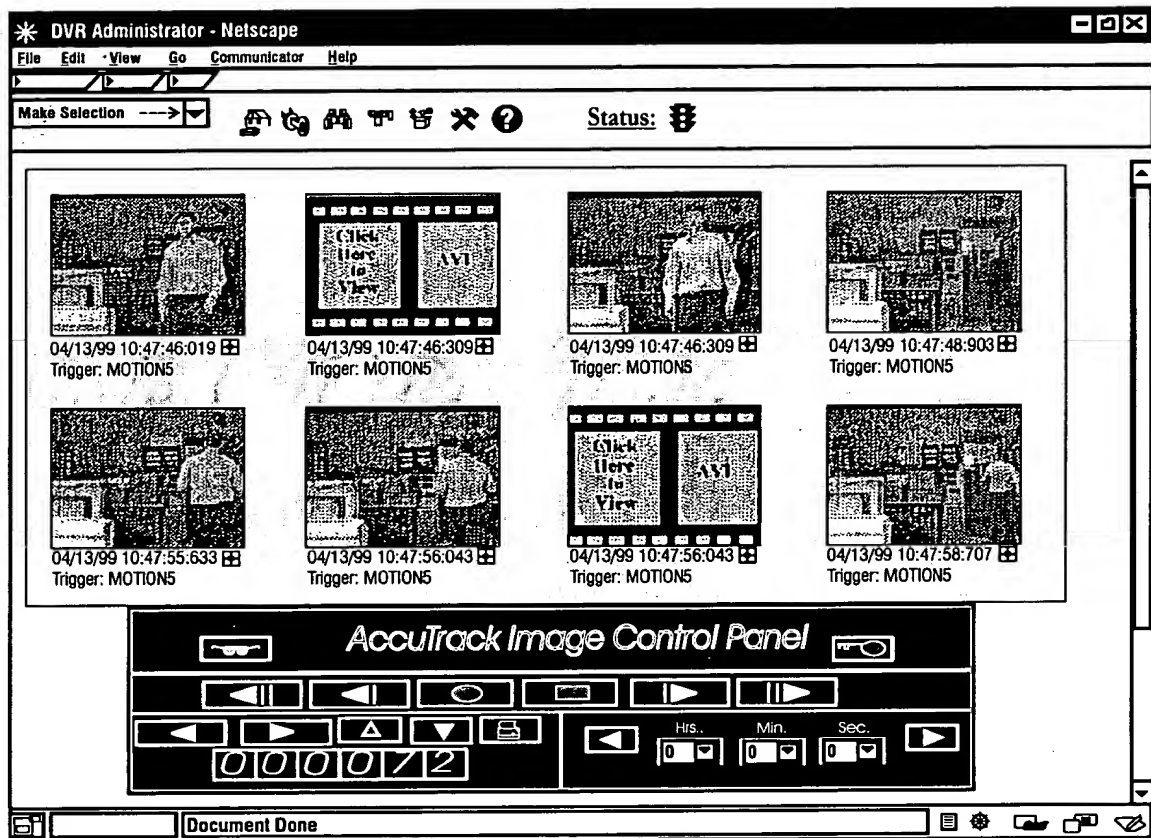 DVR Administrator - Netscape
File Edit View Go Communicator Help
Make Selection ---> Status:
Click Here to View AVI
04/13/99 10:47:46:019 04/13/99 10:47:46:309 04/13/99 10:47:46:309 04/13/99 10:47:48:903
Trigger: MOTION5 Trigger: MOTION5 Trigger: MOTION5 Trigger: MOTION5
Click Here to View AVI
04/13/99 10:47:55:633 04/13/99 10:47:56:043 04/13/99 10:47:56:043 04/13/99 10:47:58:707
Trigger: MOTION5 Trigger: MOTION5 Trigger: MOTION5 Trigger: MOTION5
AccuTrack Image Control Panel
Hrs.. Min. Sec.
0 0 0
0000072
Document Done